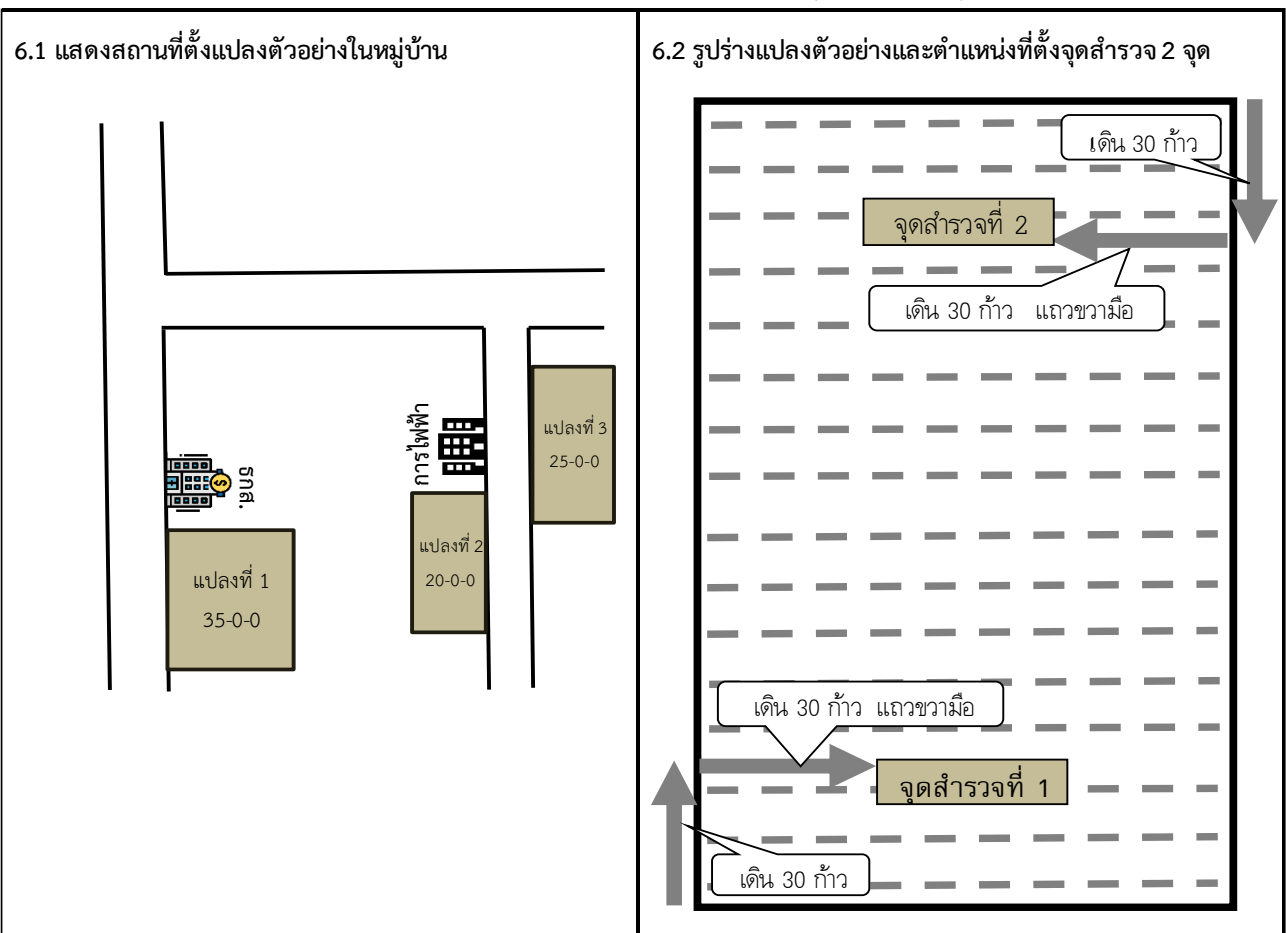 6.1 แสดงสถานที่ตั้งแปลงตัวอย่างในหมู่บ้าน
การไฟฟ้า
แปลงที่ 3
25-0-0
ธกส.
แปลงที่ 2
20-0-0
แปลงที่ 1
35-0-0
6.2 รูปร่างแปลงตัวอย่างและตำแหน่งที่ตั้งจุดสำรวจ 2 จุด
เดิน 30 ก้าว
จุดสำรวจที่ 2
เดิน 30 ก้าว แถวขวามือ
เดิน 30 ก้าว แถวขวามือ
จุดสำรวจที่ 1
เดิน 30 ก้าว